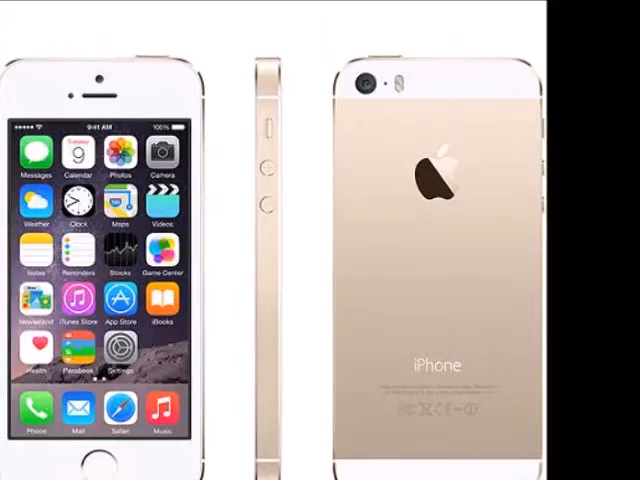 9:41 AM 100%
Tuesday
9
Messages Calendar Photos Camera
Weather Clock Maps Videos
Notes Reminders Stocks Game Center
Newsstand iTunes Store App Store iBooks
Health Passbook Settings
Phone Mail Safari Music
iPhone